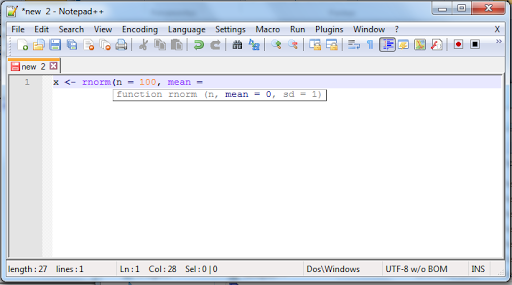 *new 2 - Notepad++
File Edit Search View Encoding Language Settings Macro Run Plugins Window ? X
new 2
1 x <- rnorm(n = 100, mean =
function rnorm (n, mean = 0, sd = 1)
length : 27 lines : 1 Ln : 1 Col : 28 Sel : 0 | 0 Dos\Windows UTF-8 w/o BOM INS